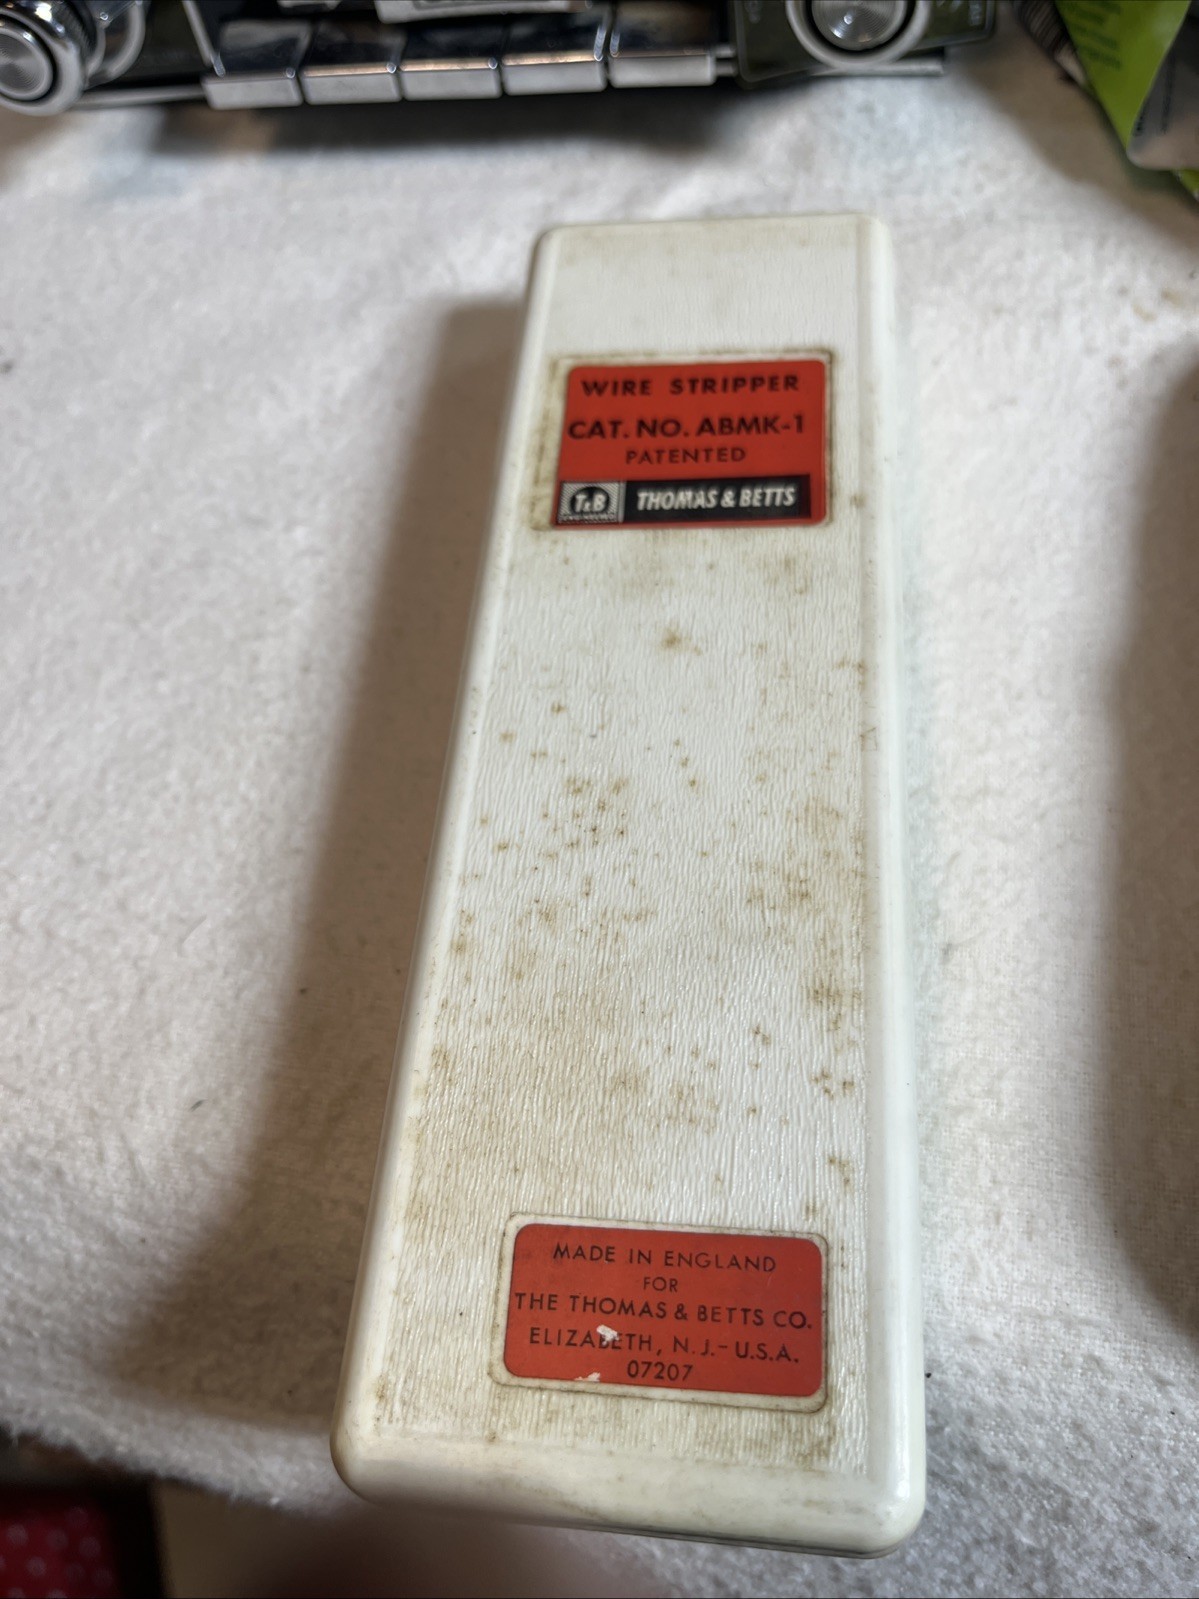 WIRE STRIPPER
CAT. NO. ABMK-1
PATENTED
T&B THOMAS & BETTS
MADE IN ENGLAND
FOR
THE THOMAS & BETTS CO.
ELIZABETH, N.J.- U.S.A.
07207